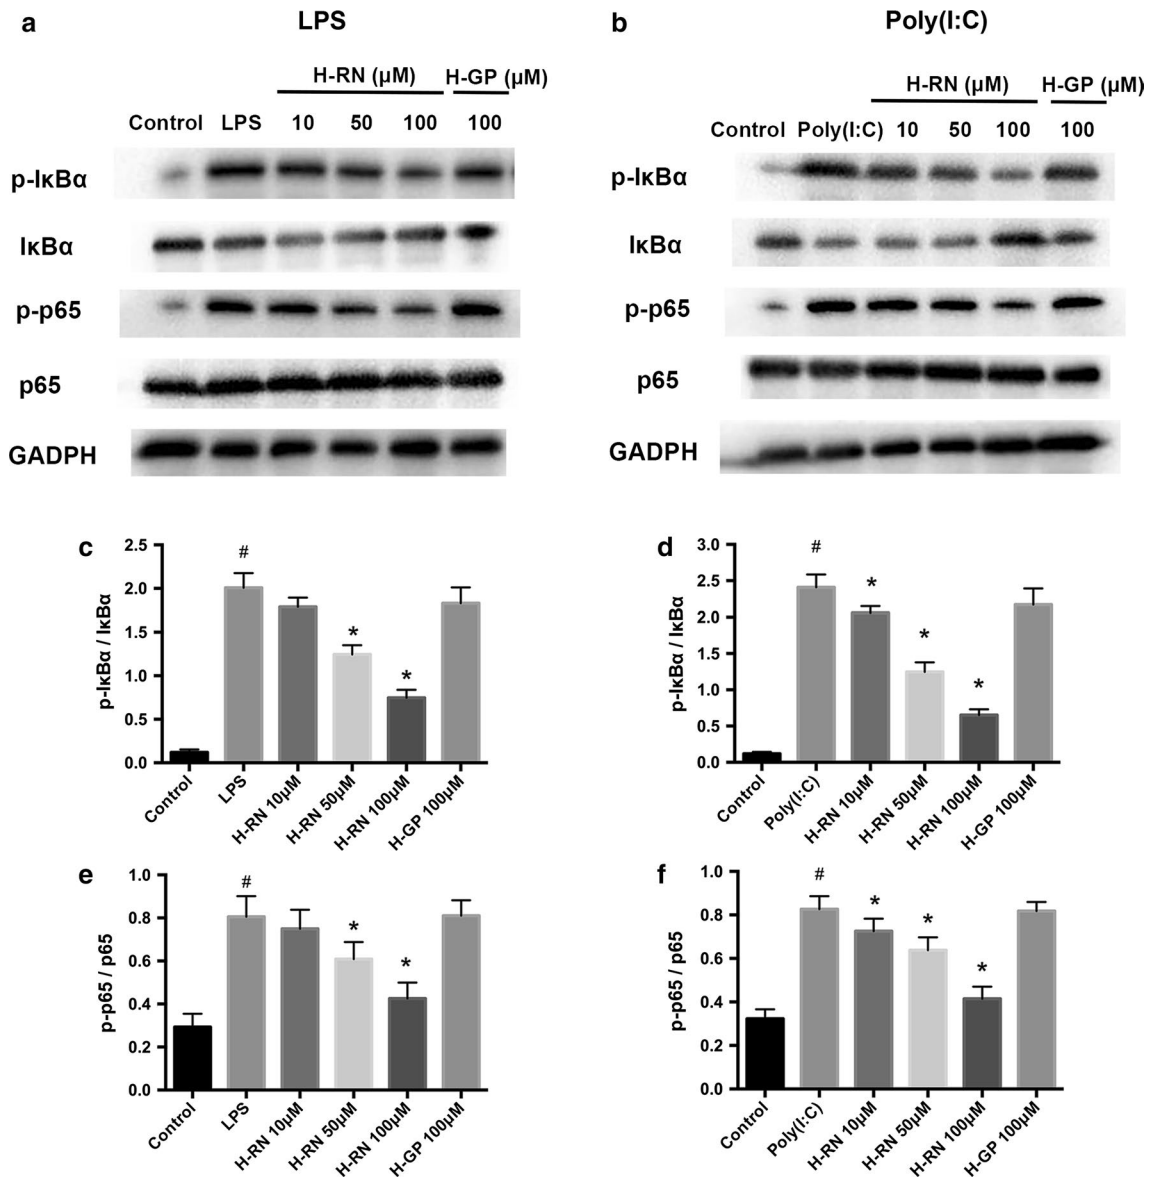 a
LPS
H-RN (μM)
H-GP (μM)
Control LPS 10 50 100 100
p-IκBα
IκBα
p-p65
p65
GADPH
b
Poly(I:C)
H-RN (μM)
H-GP (μM)
Control Poly(I:C) 10 50 100 100
p-IκBα
IκBα
p-p65
p65
GADPH
c
p-IκBα / IκBα
2.5
2.0
1.5
1.0
0.5
0.0
#
*
*
Control
LPS
H-RN 10μM
H-RN 50μM
H-RN 100μM
H-GP 100μM
d
p-IκBα / IκBα
3.0
2.5
2.0
1.5
1.0
0.5
0.0
#
*
*
*
Control
Poly(I:C)
H-RN 10μM
H-RN 50μM
H-RN 100μM
H-GP 100μM
e
p-p65 / p65
1.0
0.8
0.6
0.4
0.2
0.0
#
*
*
Control
LPS
H-RN 10μM
H-RN 50μM
H-RN 100μM
H-GP 100μM
f
p-p65 / p65
1.0
0.8
0.6
0.4
0.2
0.0
#
*
*
*
Control
Poly(I:C)
H-RN 10μM
H-RN 50μM
H-RN 100μM
H-GP 100μM